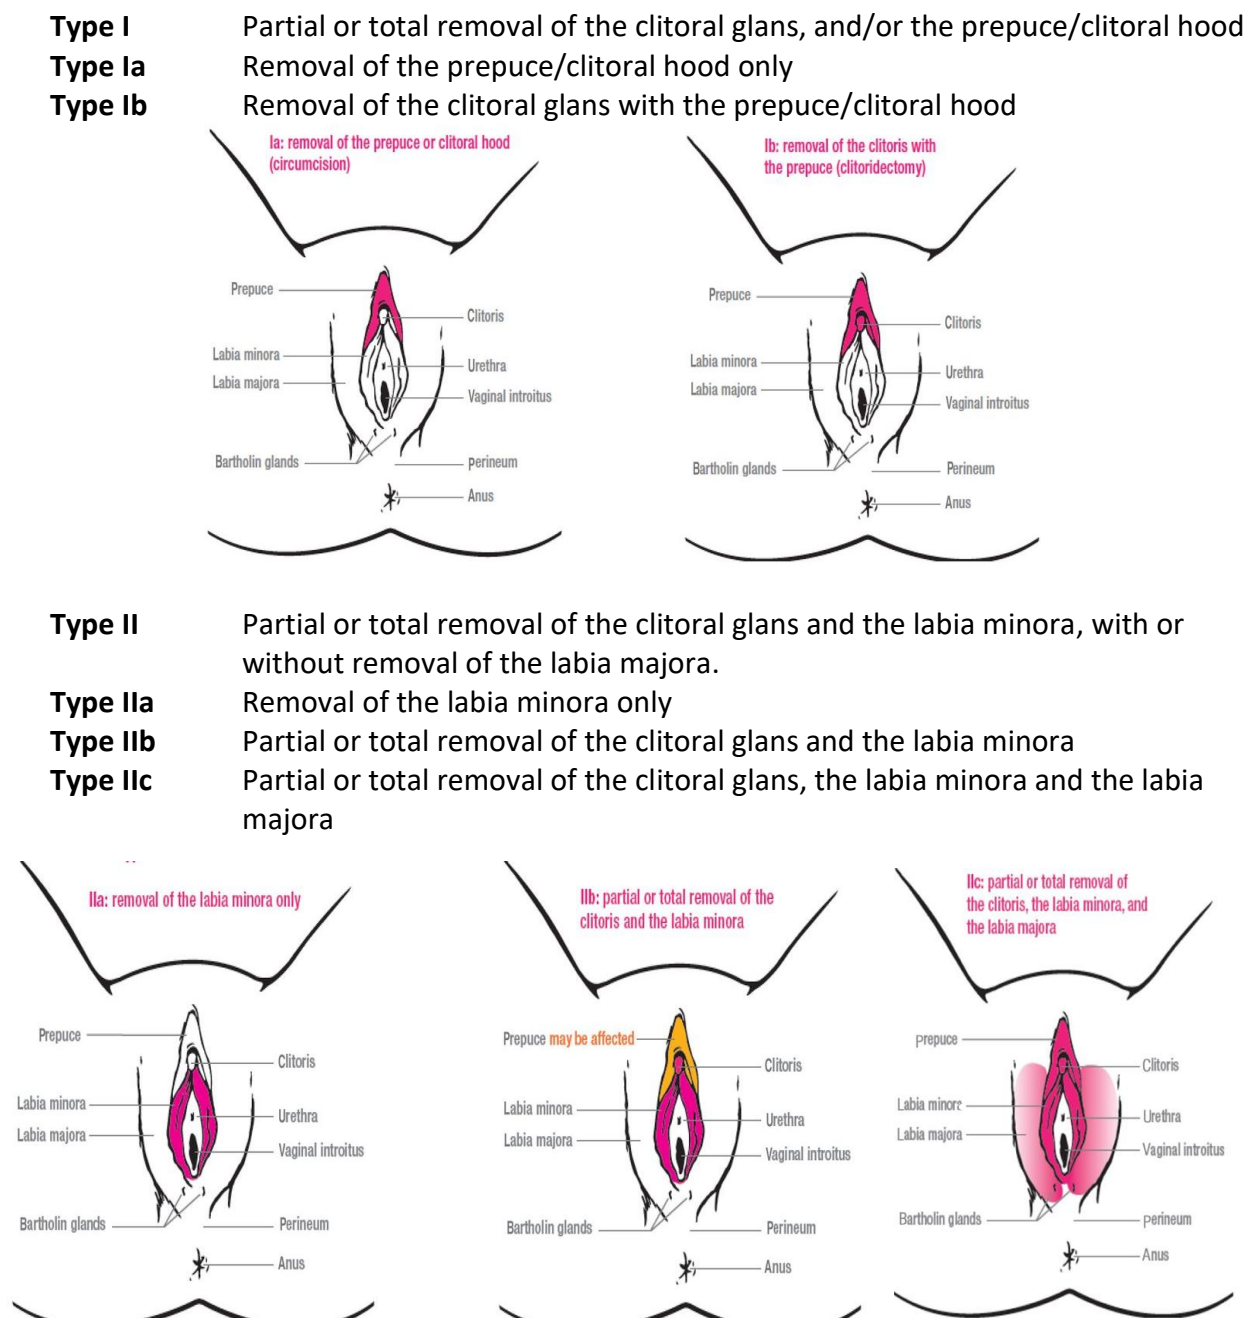 Type I Partial or total removal of the clitoral glans, and/or the prepuce/clitoral hood
Type Ia Removal of the prepuce/clitoral hood only
Type Ib Removal of the clitoral glans with the prepuce/clitoral hood
Ia: removal of the prepuce or clitoral hood
(circumcision)
Prepuce
Clitoris
Labia minora
Urethra
Labia majora
Vaginal introitus
Bartholin glands
perineum
Anus
Ib: removal of the clitoris with
the prepuce (clitoridectomy)
Prepuce
Clitoris
Labia minora
Urethra
Labia majora
Vaginal introitus
Bartholin glands
Perineum
Anus
Type II Partial or total removal of the clitoral glans and the labia minora, with or
without removal of the labia majora.
Type IIa Removal of the labia minora only
Type IIb Partial or total removal of the clitoral glans and the labia minora
Type IIc Partial or total removal of the clitoral glans, the labia minora and the labia
majora
IIa: removal of the labia minora only
Prepuce
Clitoris
Labia minora
Urethra
Labia majora
Vaginal introitus
Bartholin glands
Perineum
Anus
IIb: partial or total removal of the
clitoris and the labia minora
Prepuce may be affected
Clitoris
Labia minora
Urethra
Labia majora
Vaginal introitus
Bartholin glands
Perineum
Anus
IIc: partial or total removal of
the clitoris, the labia minora, and
the labia majora
prepuce
Clitoris
Labia minora
Urethra
Labia majora
Vaginal introitus
Bartholin glands
perineum
Anus